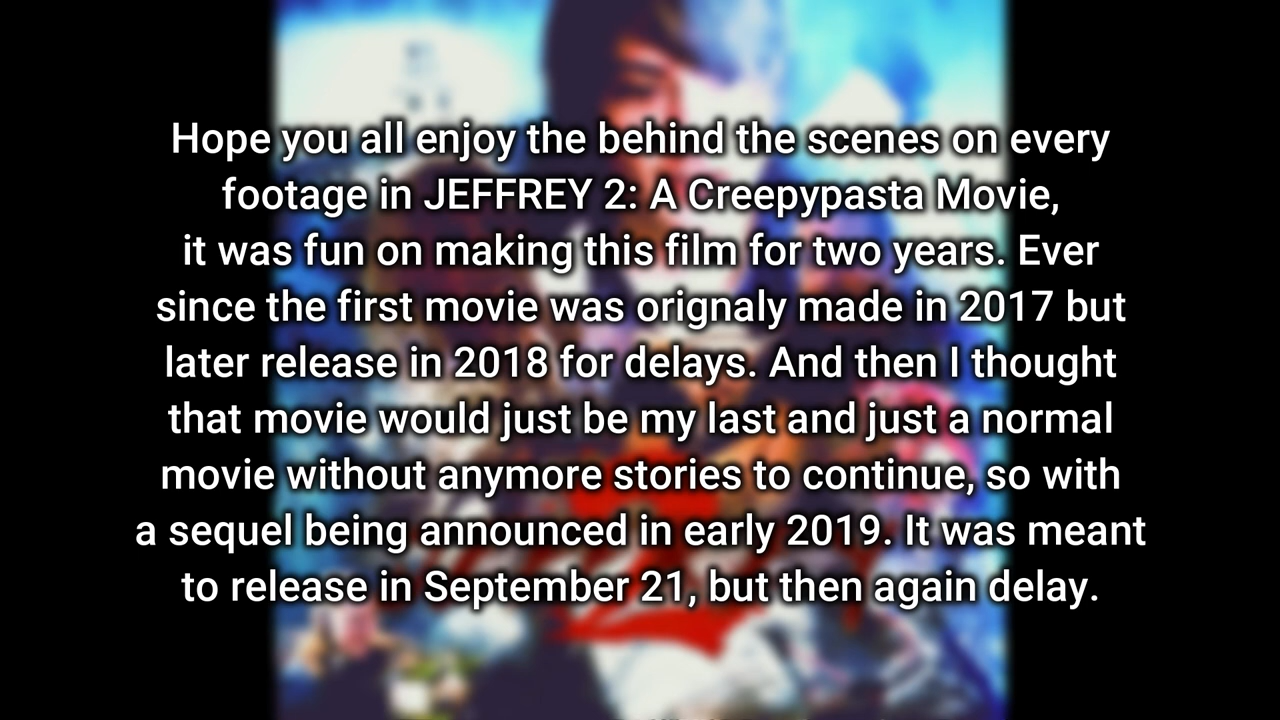 Hope you all enjoy the behind the scenes on every
footage in JEFFREY 2: A Creepypasta Movie,
it was fun on making this film for two years. Ever
since the first movie was orignaly made in 2017 but
later release in 2018 for delays. And then I thought
that movie would just be my last and just a normal
movie without anymore stories to continue, so with
a sequel being announced in early 2019. It was meant
to release in September 21, but then again delay.